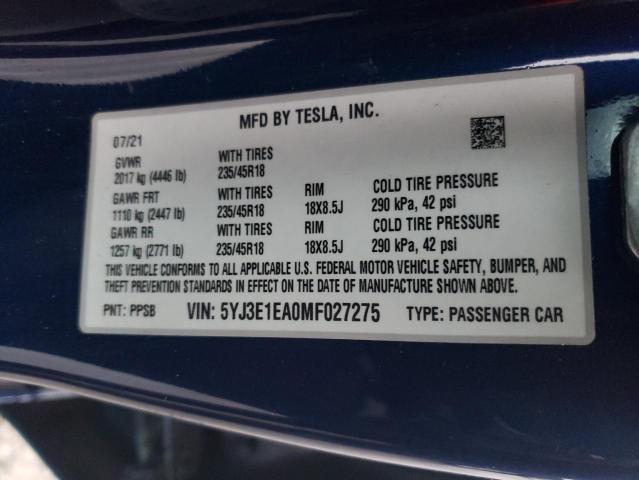 MFD BY TESLA, INC.
07/21
GVWR WITH TIRES
2017 kg (4446 lb) 235/45R18
GAWR FRT WITH TIRES RIM COLD TIRE PRESSURE
1110 kg (2447 lb) 235/45R18 18X8.5J 290 kPa, 42 psi
GAWR RR WITH TIRES RIM COLD TIRE PRESSURE
1257 kg (2771 lb) 235/45R18 18X8.5J 290 kPa, 42 psi
THIS VEHICLE CONFORMS TO ALL APPLICABLE U.S. FEDERAL MOTOR VEHICLE SAFETY, BUMPER, AND
THEFT PREVENTION STANDARDS IN EFFECT ON THE DATE OF MANUFACTURE SHOWN ABOVE.
PNT: PPSB VIN: 5YJ3E1EA0MF027275 TYPE: PASSENGER CAR